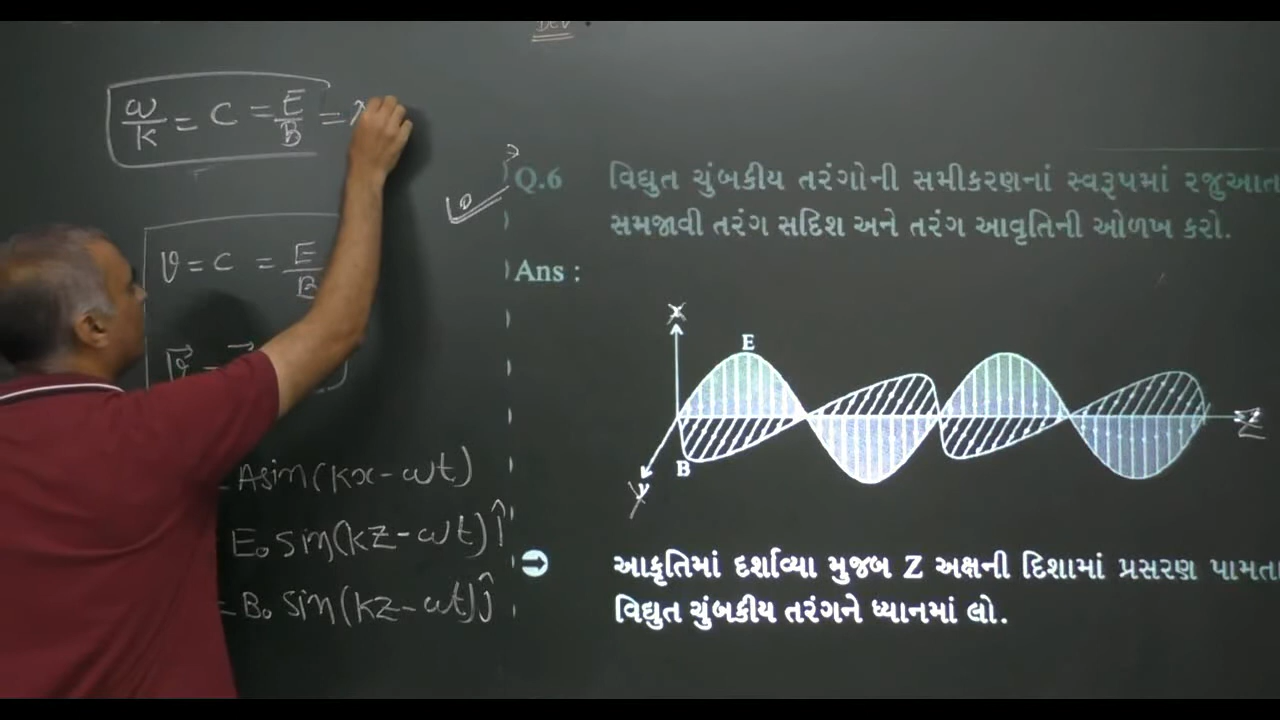 DEV
ω/k = C = E/B = λ
v = c = E/B
Asin(kx-ωt)
E₀ sin(kz-ωt) î
= B₀ sin(kz-ωt) ĵ
Q.6 વિદ્યુત ચુંબકીય તરંગોની સમીકરણનાં સ્વરૂપમાં રજુઆત
સમજાવી તરંગ સદિશ અને તરંગ આવૃતિની ઓળખ કરો.
Ans :
X
E
B
Z
Y
આકૃતિમાં દર્શાવ્યા મુજબ Z અક્ષની દિશામાં પ્રસરણ પામતા
વિદ્યુત ચુંબકીય તરંગને ધ્યાનમાં લો.